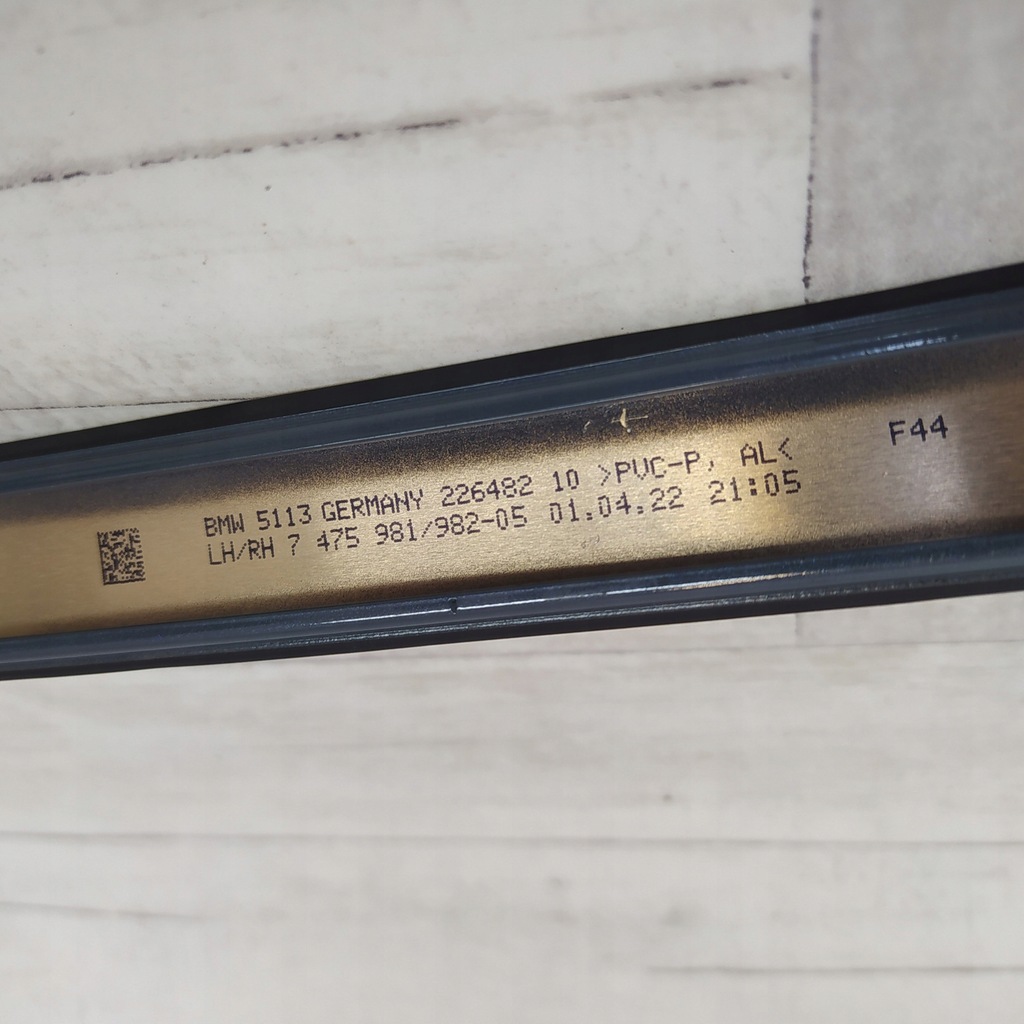 BMW 5113 GERMANY 226482 10 >PVC-P, AL<
LH/RH 7 475 981/982-05 01.04.22 21:05
F44